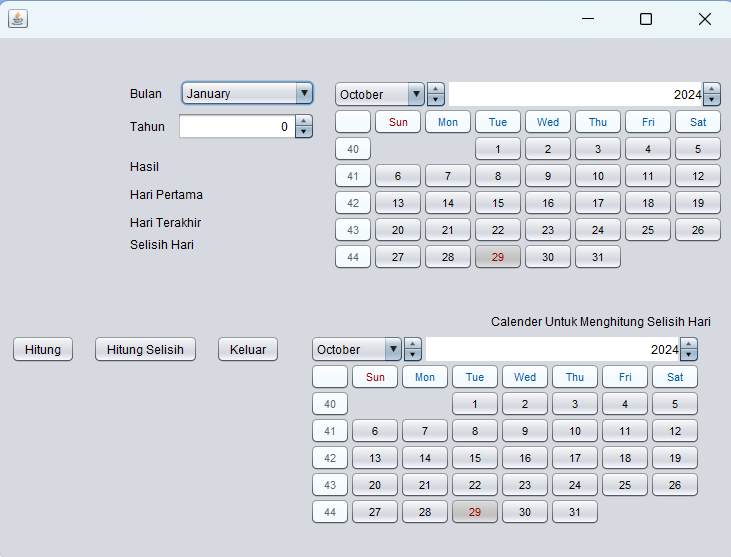 Bulan January
Tahun 0
Hasil
Hari Pertama
Hari Terakhir
Selisih Hari
October 2024
Sun Mon Tue Wed Thu Fri Sat
40 1 2 3 4 5
41 6 7 8 9 10 11 12
42 13 14 15 16 17 18 19
43 20 21 22 23 24 25 26
44 27 28 29 30 31
Calender Untuk Menghitung Selisih Hari
Hitung Hitung Selisih Keluar
October 2024
Sun Mon Tue Wed Thu Fri Sat
40 1 2 3 4 5
41 6 7 8 9 10 11 12
42 13 14 15 16 17 18 19
43 20 21 22 23 24 25 26
44 27 28 29 30 31